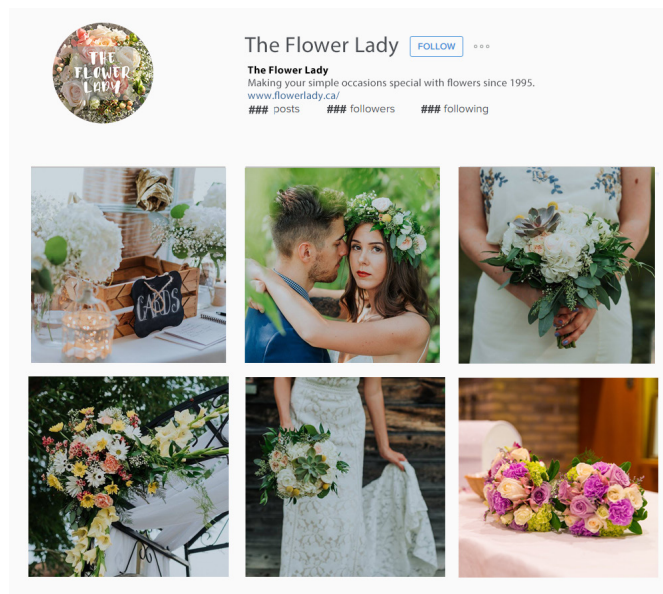 THE
FLOWER
LADY
The Flower Lady FOLLOW
The Flower Lady
Making your simple occasions special with flowers since 1995.
www.flowerlady.ca/
### posts ### followers ### following
CARDS